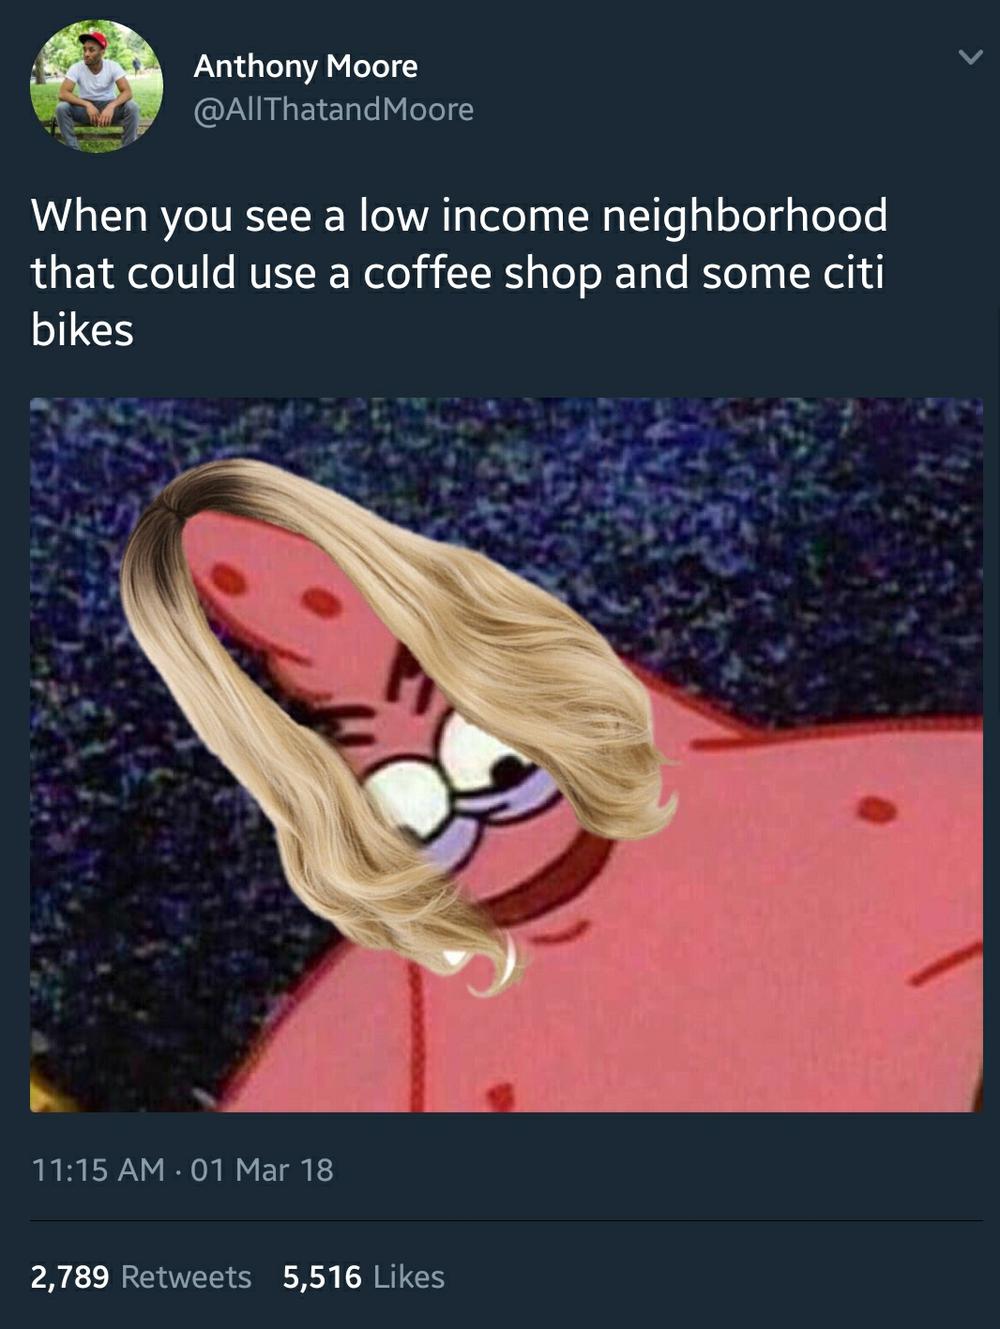 Anthony Moore
@AllThatandMoore
When you see a low income neighborhood
that could use a coffee shop and some citi
bikes
11:15 AM · 01 Mar 18
2,789 Retweets 5,516 Likes